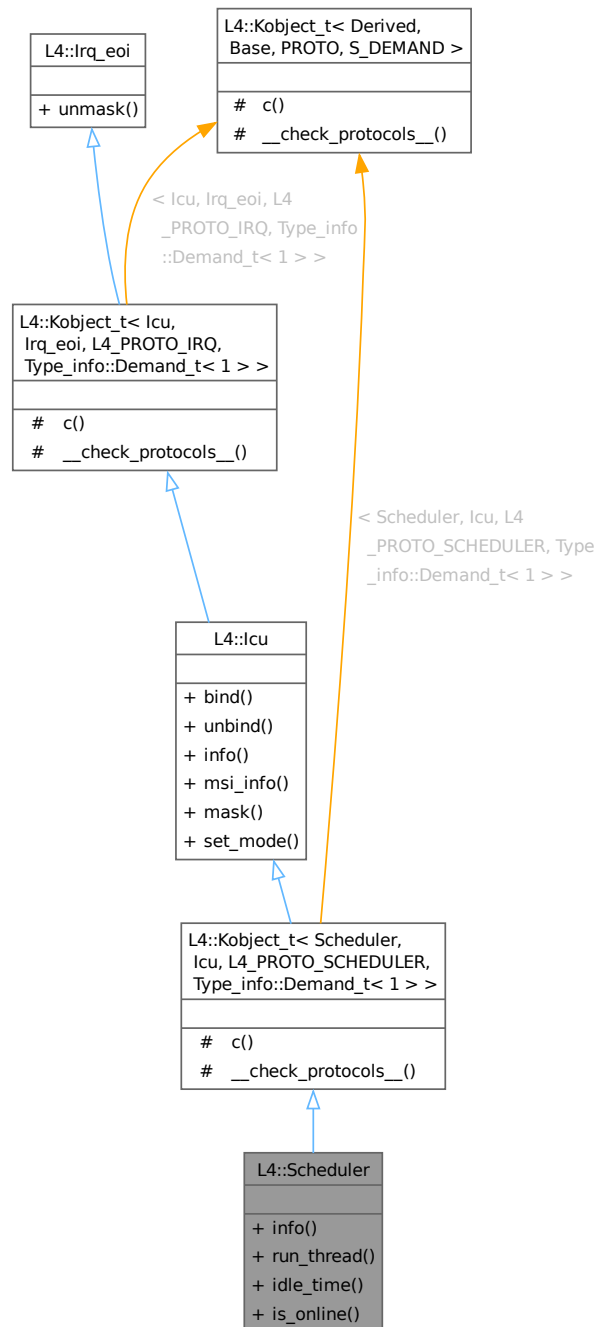 L4::Irq_eoi
+ unmask()
L4::Kobject_t< Derived,
Base, PROTO, S_DEMAND >
# c()
# __check_protocols__()
< Icu, Irq_eoi, L4
_PROTO_IRQ, Type_info
::Demand_t< 1 > >
L4::Kobject_t< Icu,
Irq_eoi, L4_PROTO_IRQ,
Type_info::Demand_t< 1 > >
# c()
# __check_protocols__()
< Scheduler, Icu, L4
_PROTO_SCHEDULER, Type
_info::Demand_t< 1 > >
L4::Icu
+ bind()
+ unbind()
+ info()
+ msi_info()
+ mask()
+ set_mode()
L4::Kobject_t< Scheduler,
Icu, L4_PROTO_SCHEDULER,
Type_info::Demand_t< 1 > >
# c()
# __check_protocols__()
L4::Scheduler
+ info()
+ run_thread()
+ idle_time()
+ is_online()